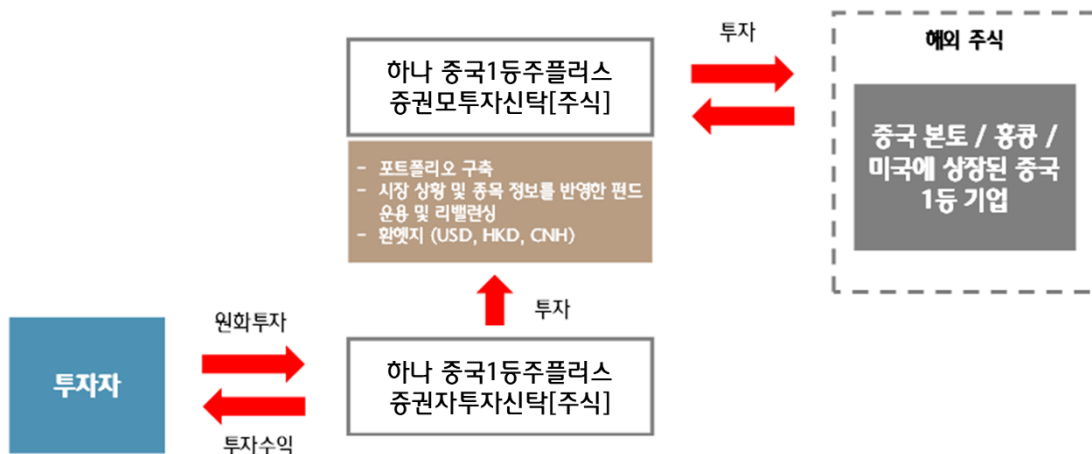 하나 중국1등주플러스
증권모투자신탁[주식]
투자
해외 주식
중국 본토 / 홍콩 /
미국에 상장된 중국
1등 기업
- 포트폴리오 구축
- 시장 상황 및 종목 정보를 반영한 펀드
운용 및 리밸런싱
- 환헷지 (USD, HKD, CNH)
투자
투자자
원화투자
투자수익
하나 중국1등주플러스
증권자투자신탁[주식]